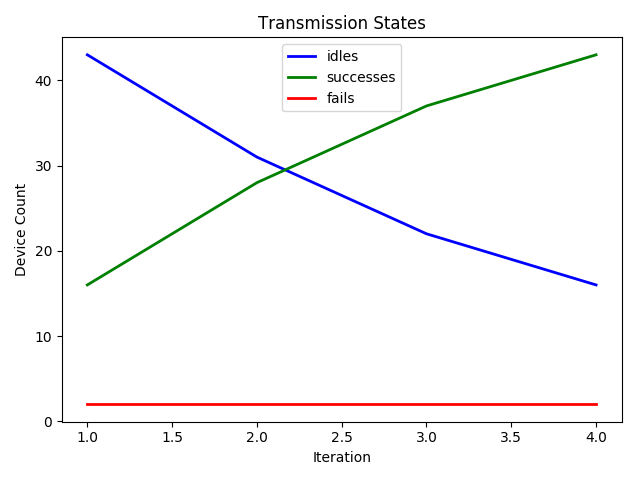 Transmission States
idles
successes
fails
Device Count
40
30
20
10
0
1.0 1.5 2.0 2.5 3.0 3.5 4.0
Iteration